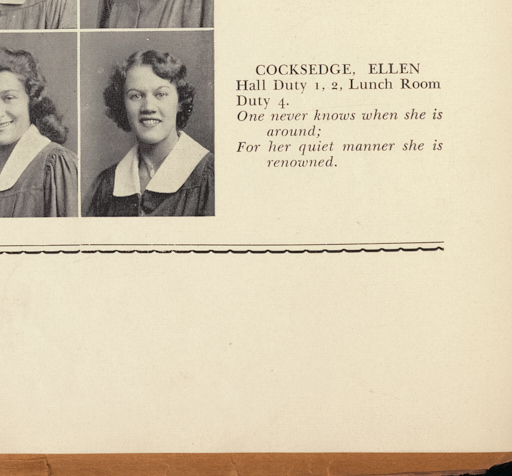 COCKSEDGE, ELLEN
Hall Duty 1, 2, Lunch Room
Duty 4.
One never knows when she is
around;
For her quiet manner she is
renowned.